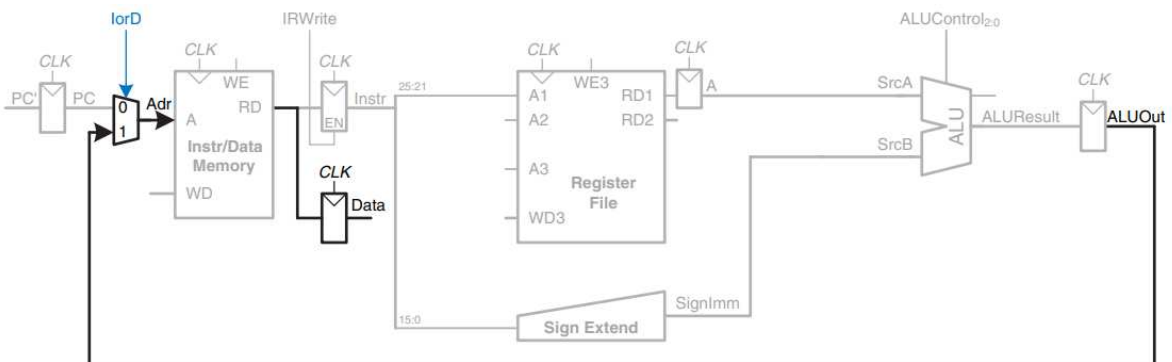 IorD
IRWrite
ALUControl2:0
CLK
CLK
CLK
CLK
CLK
CLK
PC'
PC
0
1
Adr
WE
RD
A
Instr/Data
Memory
WD
EN
Instr
25:21
WE3
A1
RD1
A2
RD2
A3
Register
File
WD3
A
SrcA
SrcB
ALU
ALUResult
ALUOut
CLK
Data
15:0
Sign Extend
SignImm